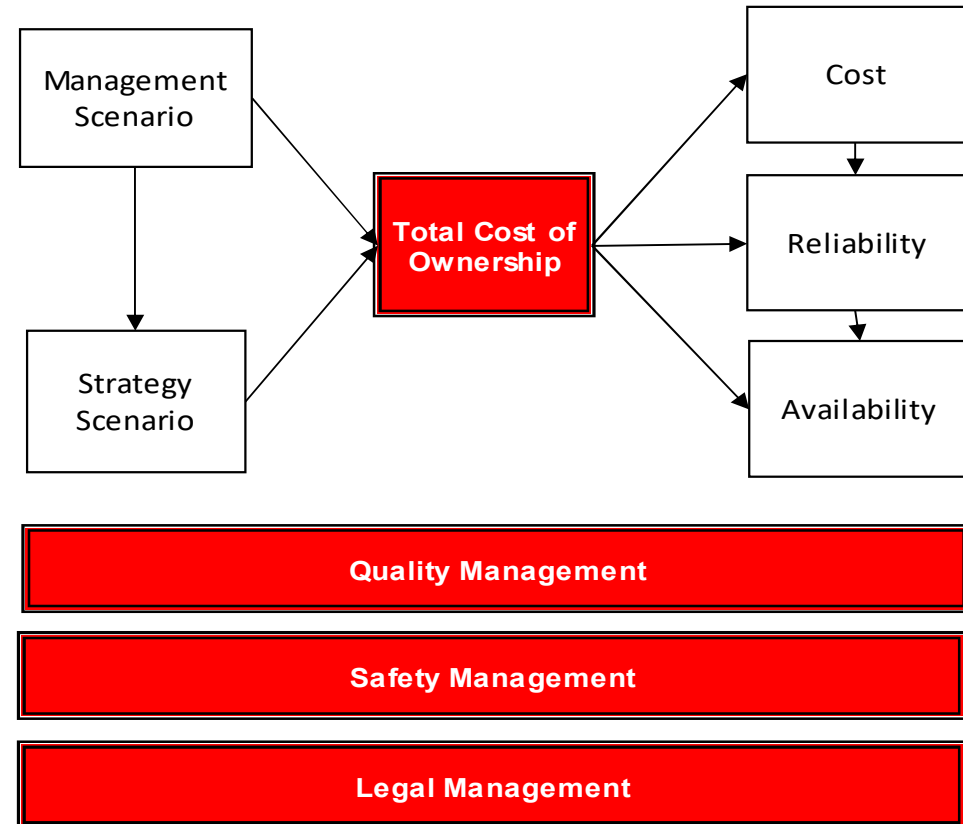 Management
Scenario
Cost
Total Cost of
Ownership
Reliability
Strategy
Scenario
Availability
Quality Management
Safety Management
Legal Management